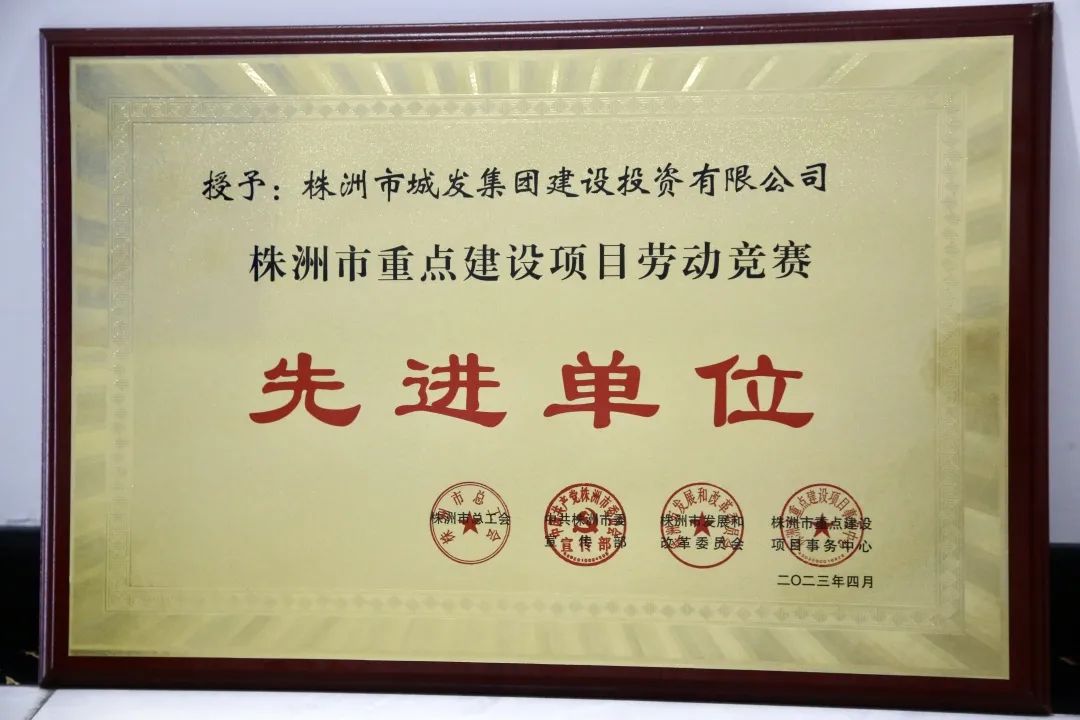 授予：株洲市城发集团建设投资有限公司
株洲市重点建设项目劳动竞赛
先进单位
株洲市总工会
中共株洲市委
宣传部
株洲市发展和
改革委员会
株洲市重点建设
项目事务中心
二〇二三年四月